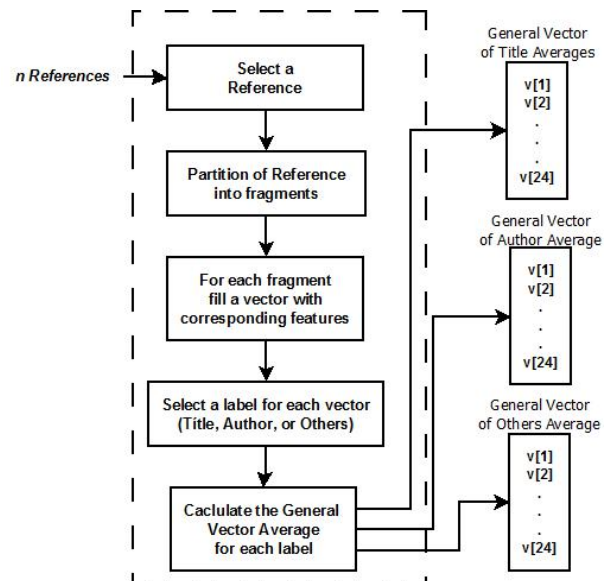 n References
Select a
Reference
Partition of Reference
into fragments
For each fragment
fill a vector with
corresponding features
Select a label for each vector
(Títle, Author, or Others)
Caclulate the General
Vector Average
for each label
General Vector
of Title Averages
v[1]
v[2]
.
.
.
v[24]
General Vector
of Author Average
v[1]
v[2]
.
.
.
v[24]
General Vector
of Others Average
v[1]
v[2]
.
.
.
v[24]